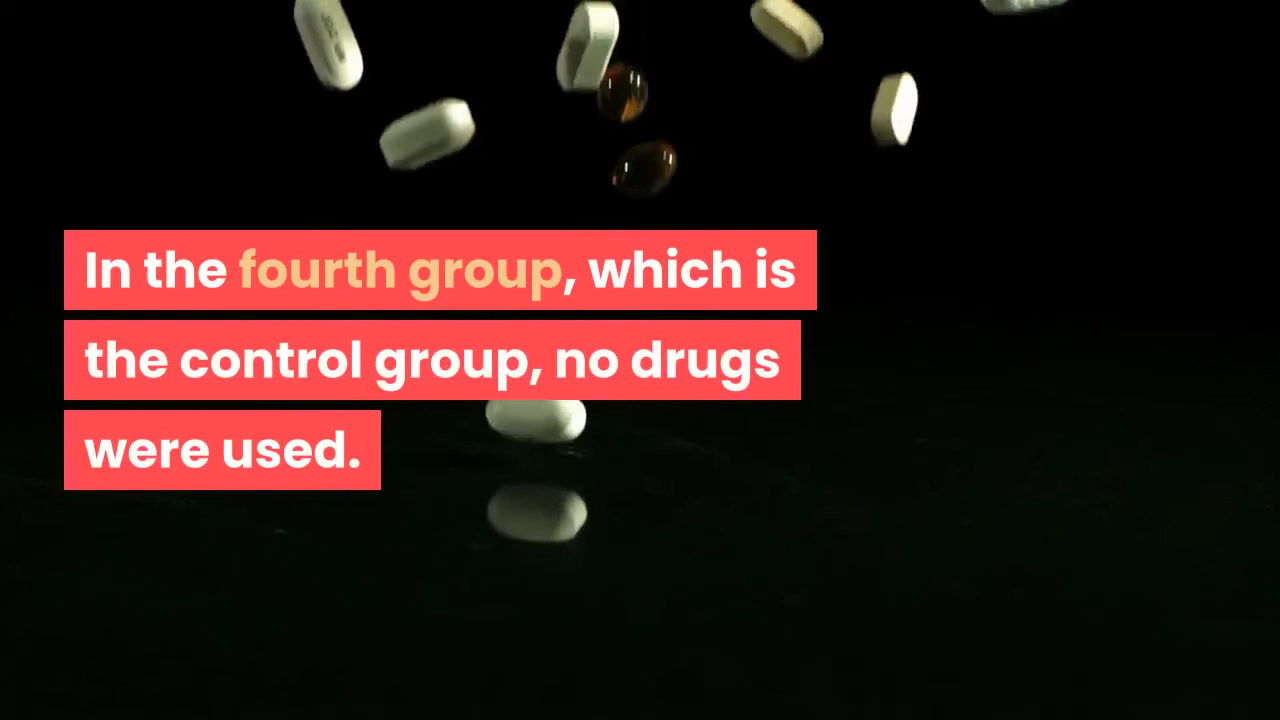 In the fourth group, which is
the control group, no drugs
were used.